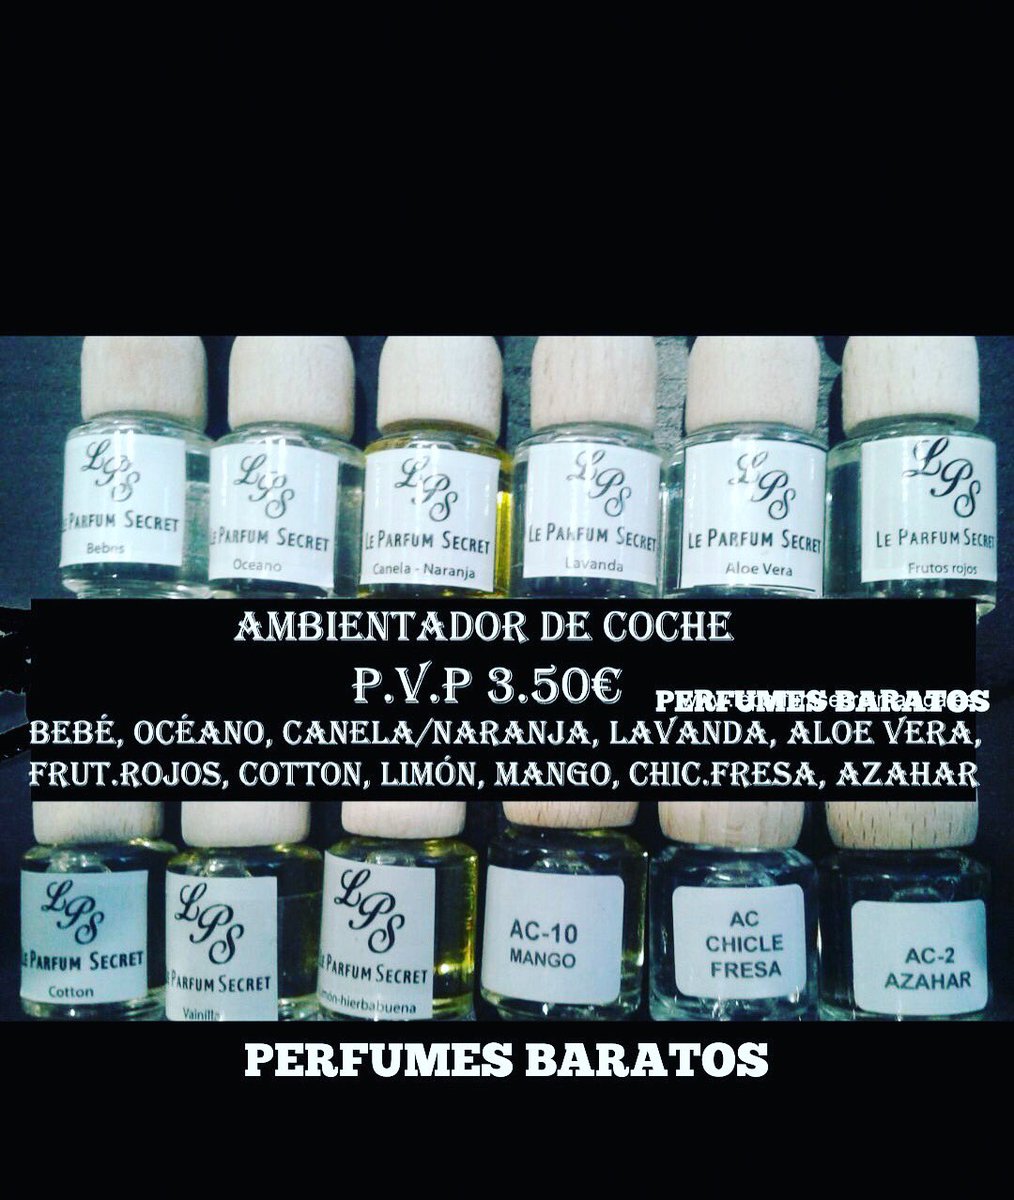 LPS
LE PARFUM SECRET
Bebes
LPS
LE PARFUM SECRET
Oceano
LPS
LE PARFUM SECRET
Canela - Naranja
LPS
LE PARFUM SECRET
Lavanda
LPS
LE PARFUM SECRET
Aloe Vera
LPS
LE PARFUM SECRET
Frutos rojos
AMBIENTADOR DE COCHE
P.V.P 3.50€
PERFUMES BARATOS
BEBÉ, OCÉANO, CANELA/NARANJA, LAVANDA, ALOE VERA,
FRUT.ROJOS, COTTON, LIMÓN, MANGO, CHIC.FRESA, AZAHAR
LPS
LE PARFUM SECRET
Cotton
LPS
PARFUM SECRET
Vainilla
LPS
PARFUM SECRET
món-hierbabuena
AC-10
MANGO
AC
CHICLE
FRESA
AC-2
AZAHAR
PERFUMES BARATOS